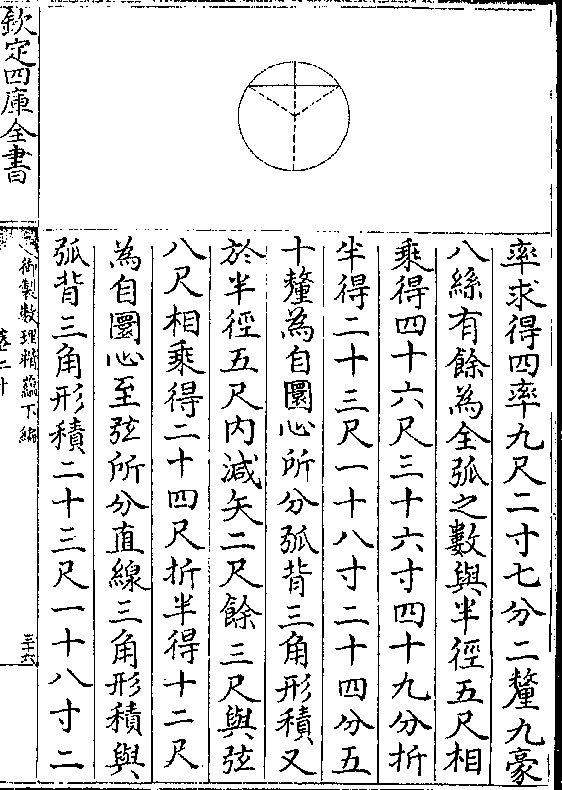 率求得四率九尺二寸七分二釐九豪
八絲有餘為全弧之數與半徑五尺相
乘得四十六尺三十六寸四十九分折
半得二十三尺一十八寸二十四分五
十釐為自圜心所分弧背三角形積又
於半徑五尺内減矢二尺餘三尺與弦
八尺相乘得二十四尺折半得十二尺
為自圜心至弦所分直線三角形積與
弧背三角形積二十三尺一十八寸二
欽定四庫全書
御製數理精藴下編
卷二十
三十六